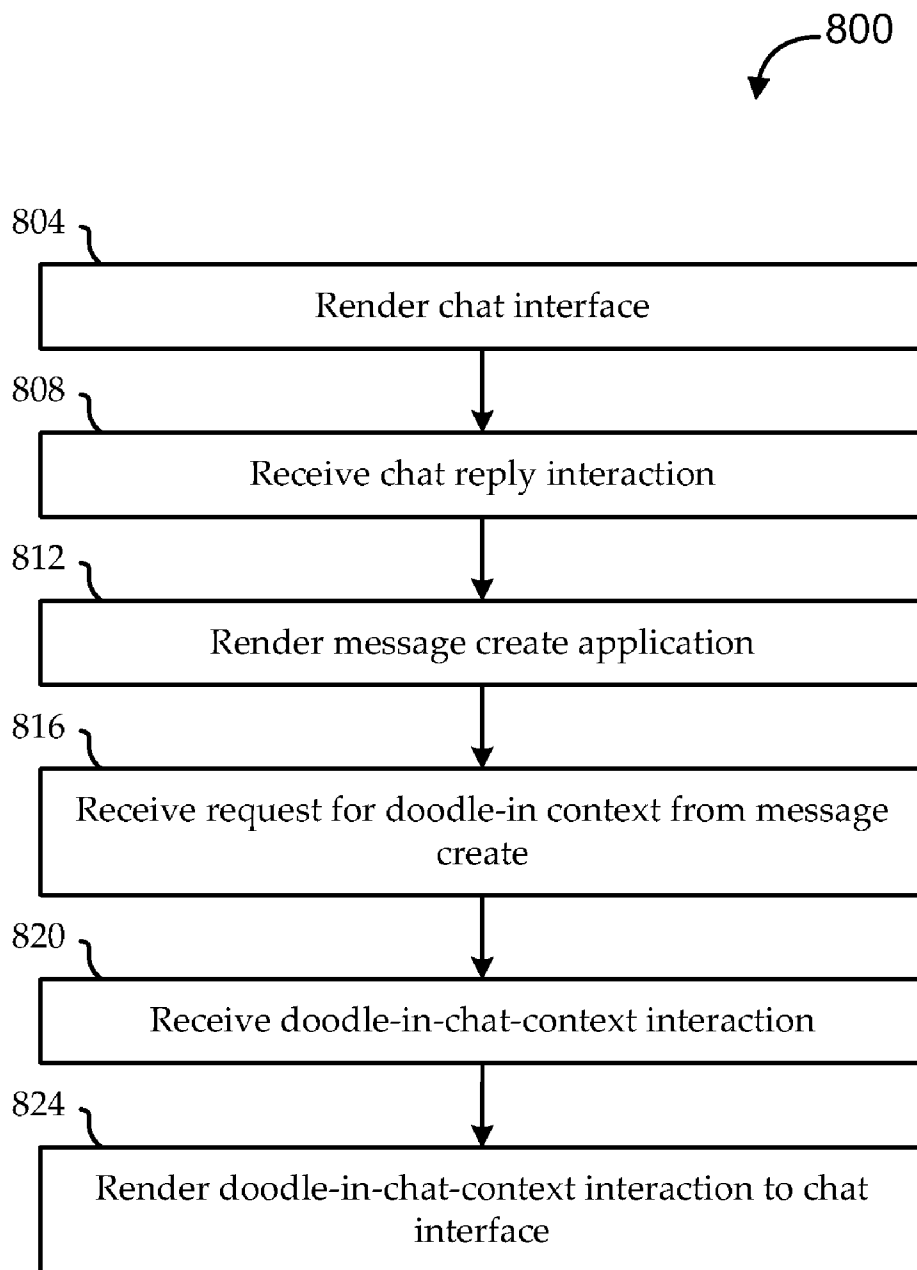 800
804
Render chat interface
808
Receive chat reply interaction
812
Render message create application
816
Receive request for doodle-in context from message
create
820
Receive doodle-in-chat-context interaction
824
Render doodle-in-chat-context interaction to chat
interface